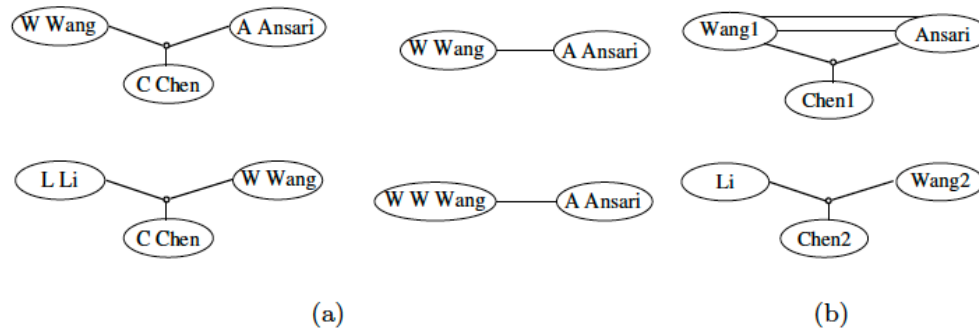 W Wang
A Ansari
C Chen
W Wang
A Ansari
Wang1
Ansari
Chen1
L Li
W Wang
C Chen
W W Wang
A Ansari
Li
Wang2
Chen2
(a)
(b)